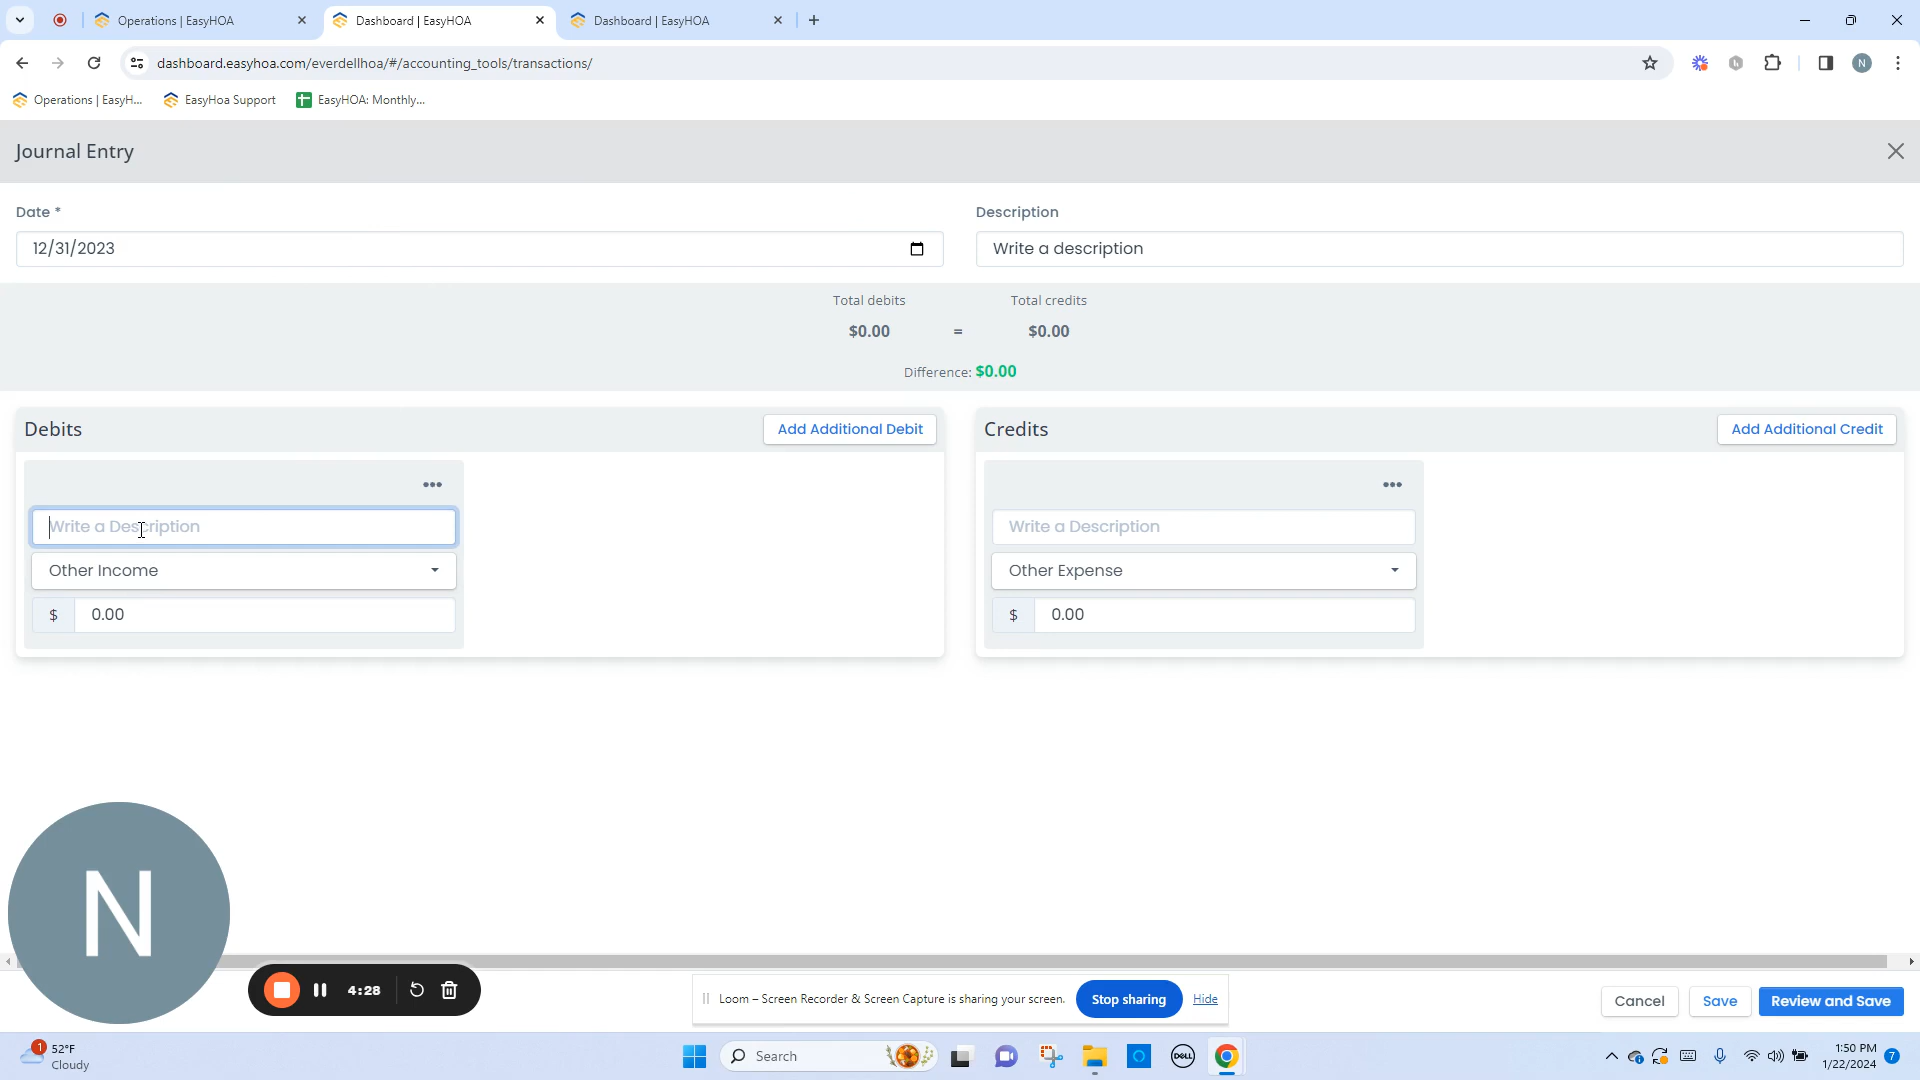 Operations | EasyHOA
Dashboard | EasyHOA
Dashboard | EasyHOA
dashboard.easyhoa.com/everdellhoa/#/accounting_tools/transactions/
N
Operations | EasyH...
EasyHoa Support
EasyHOA: Monthly...
Journal Entry
Date *
Description
12/31/2023
Write a description
Total debits
Total credits
$0.00
=
$0.00
Difference: $0.00
Debits
Add Additional Debit
Credits
Add Additional Credit
Write a Description
Write a Description
Other Income
Other Expense
$ 0.00
$ 0.00
N
4:28
Loom – Screen Recorder & Screen Capture is sharing your screen.
Stop sharing
Hide
Cancel
Save
Review and Save
1
52°F
Cloudy
Search
DELL
1:50 PM
1/22/2024
7